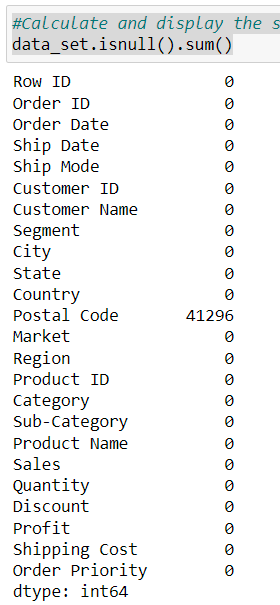 #Calculate and display the s
data_set.isnull().sum()
Row ID 0
Order ID 0
Order Date 0
Ship Date 0
Ship Mode 0
Customer ID 0
Customer Name 0
Segment 0
City 0
State 0
Country 0
Postal Code 41296
Market 0
Region 0
Product ID 0
Category 0
Sub-Category 0
Product Name 0
Sales 0
Quantity 0
Discount 0
Profit 0
Shipping Cost 0
Order Priority 0
dtype: int64